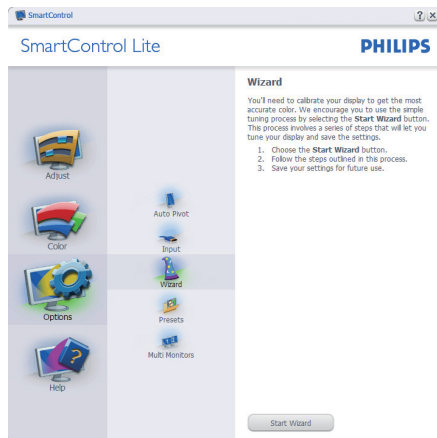 SmartControl
SmartControl Lite
PHILIPS
Adjust
Color
Options
Help
Auto Pivot
Input
Wizard
Presets
Multi Monitors
Wizard
You'll need to calibrate your display to get the most
accurate color. We encourage you to use the simple
tuning process by selecting the Start Wizard button.
This process involves a series of steps that will let you
tune your display and save the settings.
1. Choose the Start Wizard button.
2. Follow the steps outlined in this process.
3. Save your settings for future use.
Start Wizard